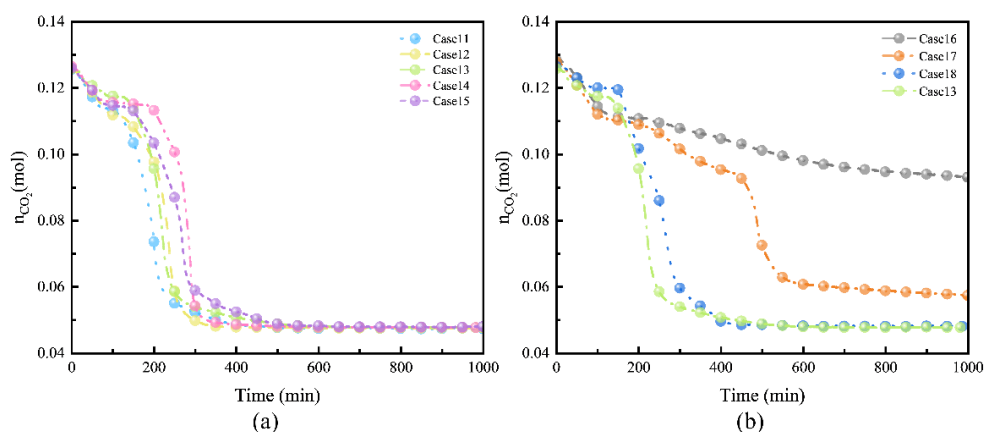 0.14
0.12
0.10
0.08
0.06
0.04
n_CO₂(mol)
0
200
400
600
800
1000
Time (min)
Case11
Case12
Case13
Case14
Case15
(a)
0.14
0.12
0.10
0.08
0.06
0.04
n_CO₂(mol)
0
200
400
600
800
1000
Time (min)
Case16
Case17
Case18
Case13
(b)